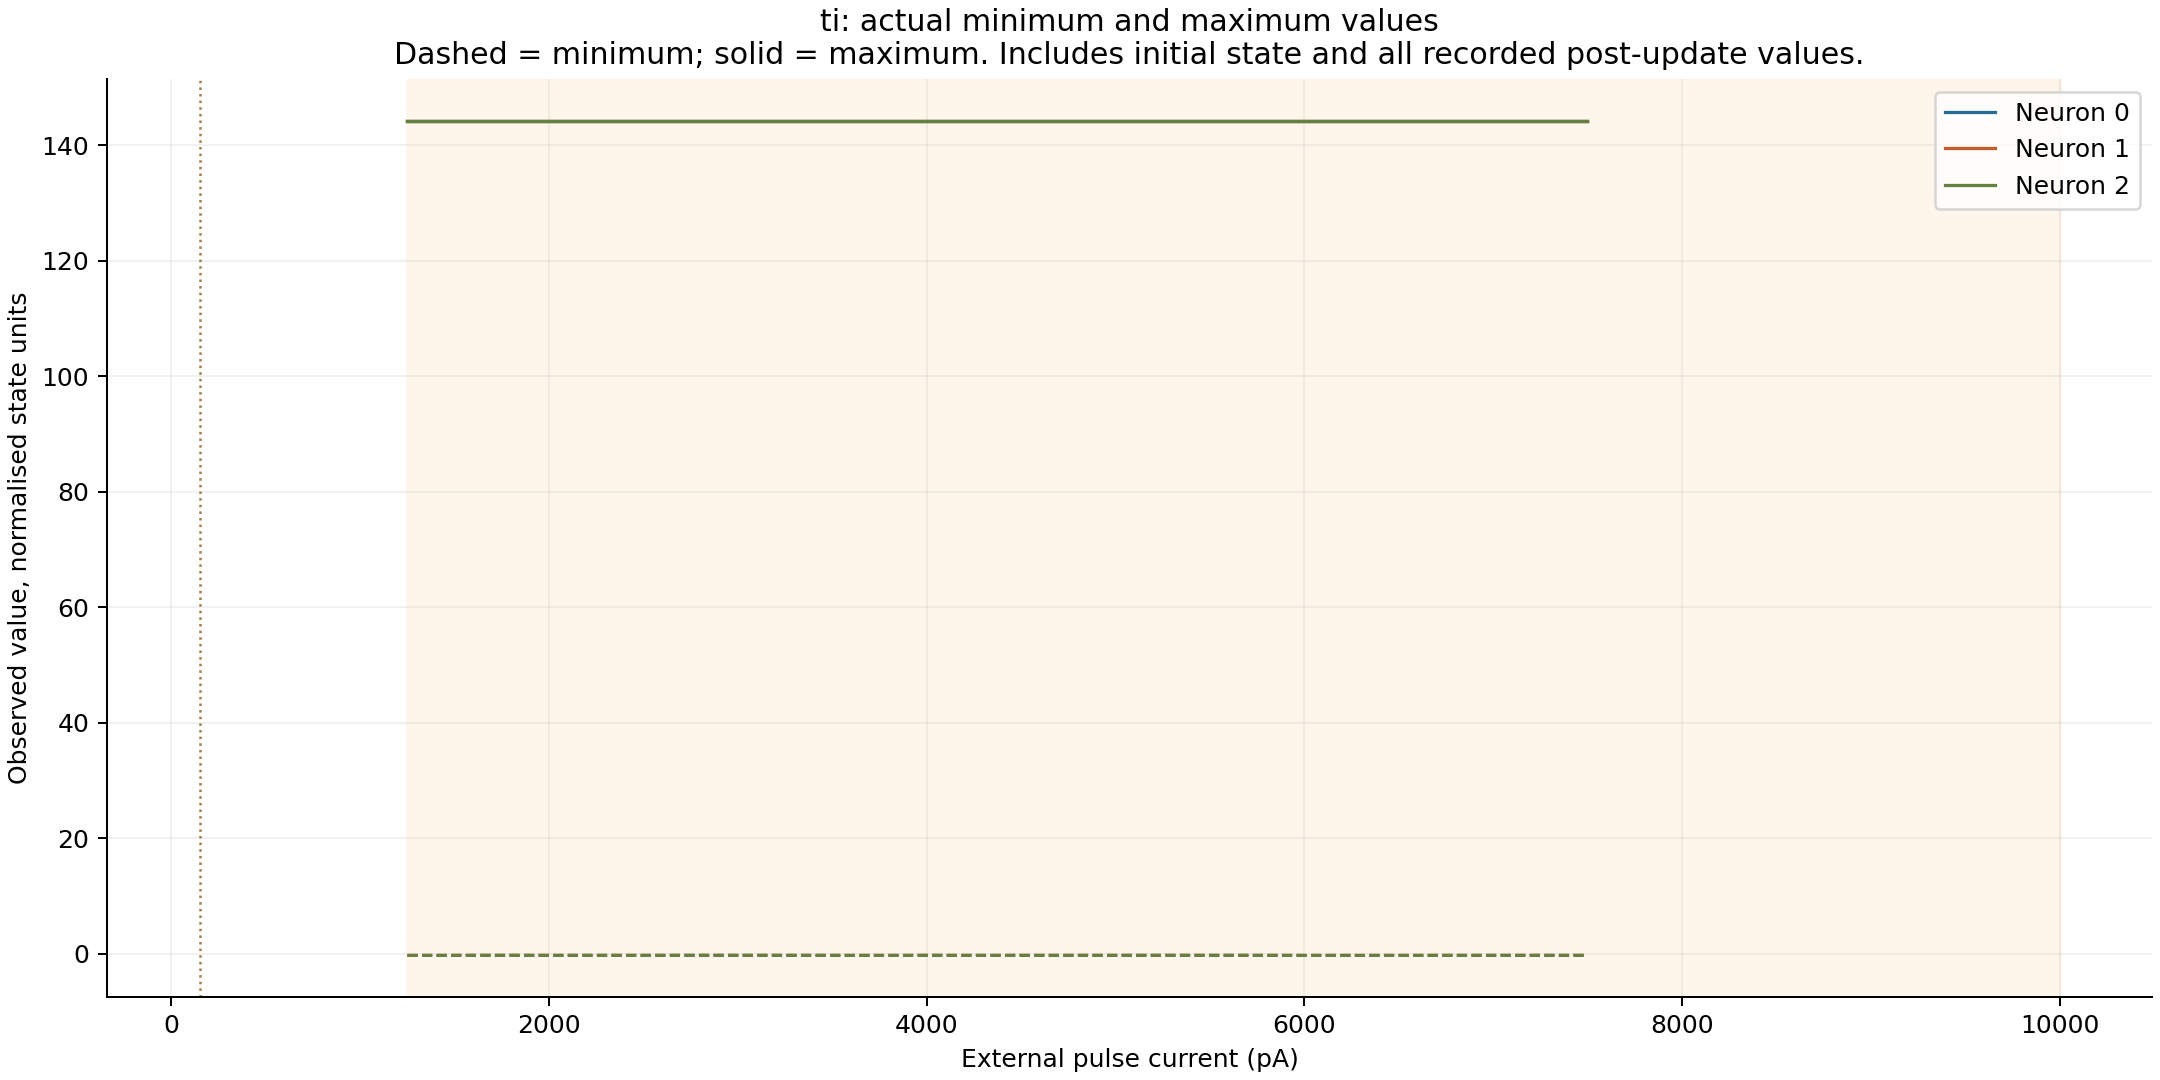 ti: actual minimum and maximum values
Dashed = minimum; solid = maximum. Includes initial state and all recorded post-update values.
Observed value, normalised state units
140
120
100
80
60
40
20
0
Neuron 0
Neuron 1
Neuron 2
0 2000 4000 6000 8000 10000
External pulse current (pA)